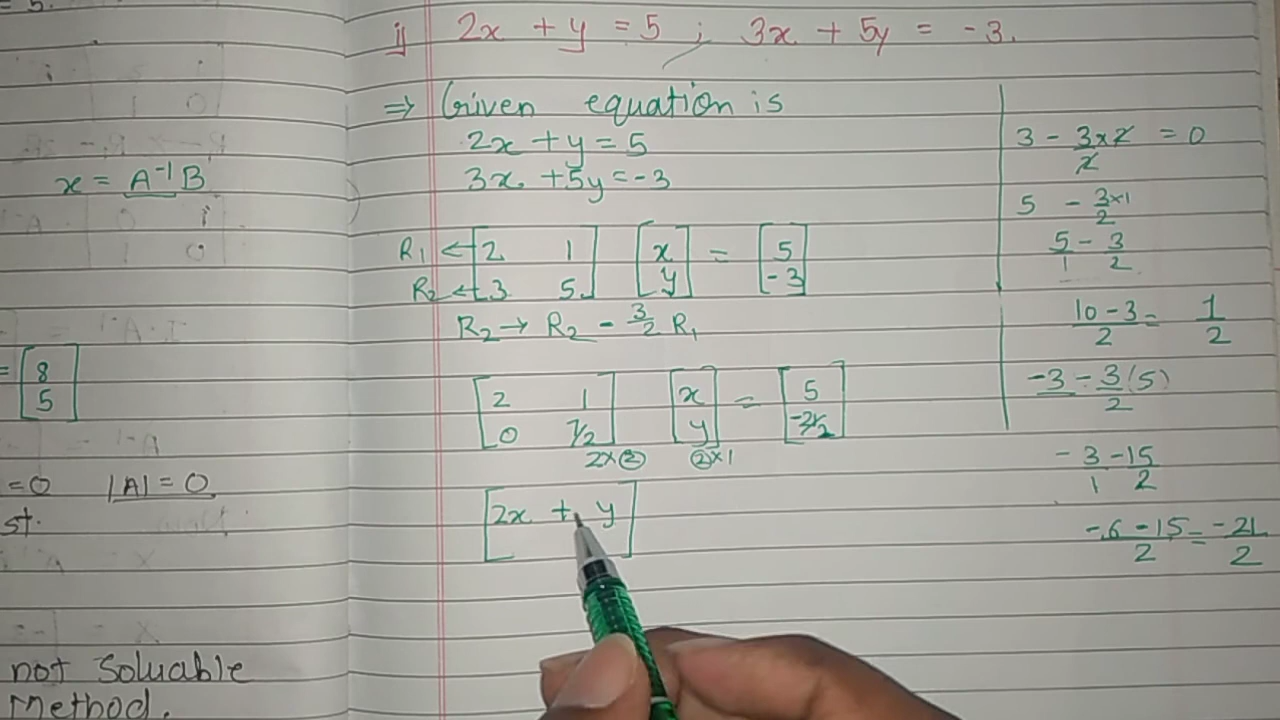 = 5.
x = A⁻¹ B
= [8
5]
= 0 |A| = 0
st.
not Soluable
Method.
i) 2x + y = 5 ; 3x + 5y = -3.
⇒ Given equation is
2x + y = 5
3x + 5y = -3
R₁ ← [2 1] [x] = [5]
R₂ ← [3 5] [y] [-3]
R₂ → R₂ - 3/2 R₁
[2 1] [x] = [5]
[0 7/2] [y] [-21/2]
2×② ②×1
[2x + y]
3 - 3×2/2 = 0
5 - 3×1/2
5/1 - 3/2
10-3/2 = 1/2
-3 - 3/2(5)
-3/1 - 15/2
-6-15/2 = -21/2